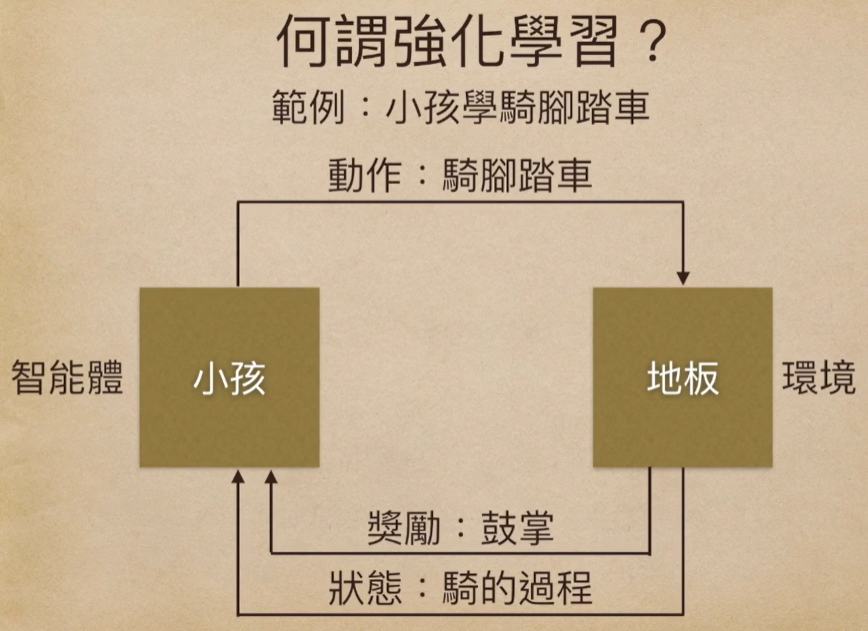 何謂強化學習？
範例：小孩學騎腳踏車
動作：騎腳踏車
智能體
小孩
地板
環境
獎勵：鼓掌
狀態：騎的過程